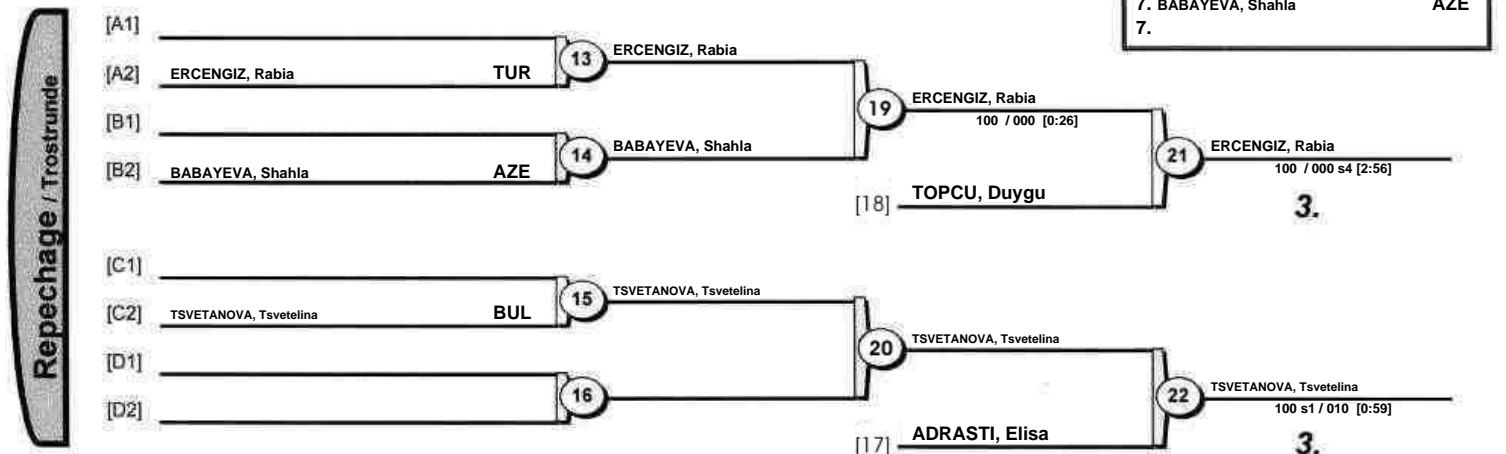 7. BABAYEVA, Shahla AZE
7.
Repechage / Trostrunde
[A1]
13
ERCENGIZ, Rabia
[A2] ERCENGIZ, Rabia TUR
19
ERCENGIZ, Rabia
100 / 000 [0:26]
[B1]
14
BABAYEVA, Shahla
[B2] BABAYEVA, Shahla AZE
21
ERCENGIZ, Rabia
100 / 000 s4 [2:56]
[18] TOPCU, Duygu
3.
[C1]
15
TSVETANOVA, Tsvetelina
[C2] TSVETANOVA, Tsvetelina BUL
20
TSVETANOVA, Tsvetelina
[D1]
16
[D2]
22
TSVETANOVA, Tsvetelina
100 s1 / 010 [0:59]
[17] ADRASTI, Elisa
3.